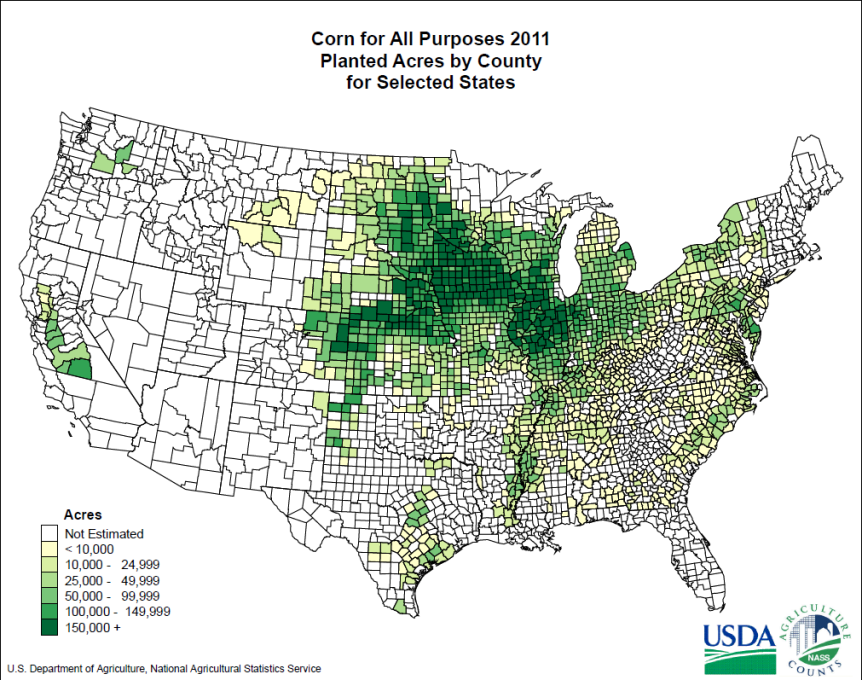 Corn for All Purposes 2011
Planted Acres by County
for Selected States
Acres
Not Estimated
< 10,000
10,000 - 24,999
25,000 - 49,999
50,000 - 99,999
100,000 - 149,999
150,000 +
U.S. Department of Agriculture, National Agricultural Statistics Service
USDA
AGRICULTURE
NASS
COUNTS